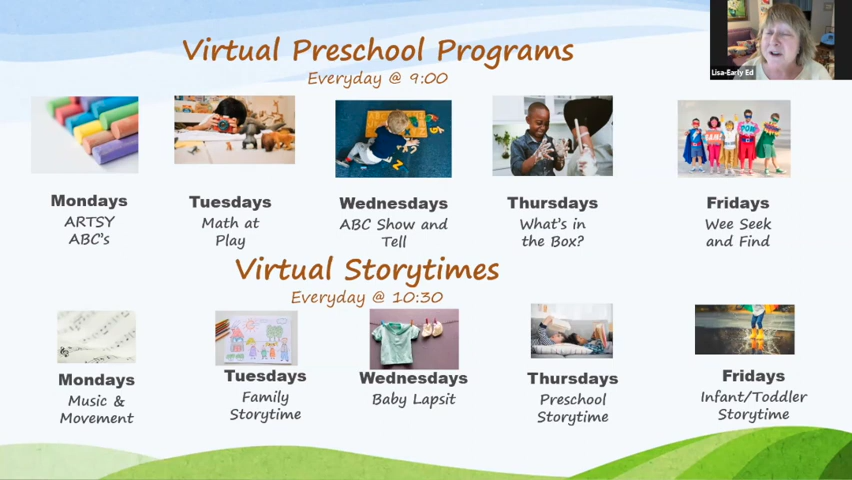 Virtual Preschool Programs
Everyday @ 9:00
Lisa-Early Ed
Mondays
ARTSY
ABC's
Tuesdays
Math at
Play
Wednesdays
ABC Show and
Tell
Thursdays
What's in
the Box?
Fridays
Wee Seek
and Find
Virtual Storytimes
Everyday @ 10:30
Mondays
Music &
Movement
Tuesdays
Family
Storytime
Wednesdays
Baby Lapsit
Thursdays
Preschool
Storytime
Fridays
Infant/Toddler
Storytime